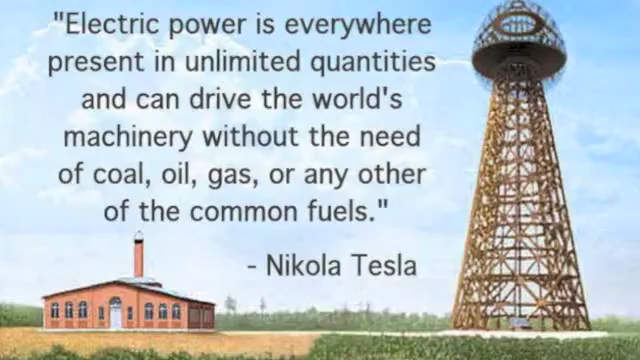 "Electric power is everywhere
present in unlimited quantities
and can drive the world's
machinery without the need
of coal, oil, gas, or any other
of the common fuels."
- Nikola Tesla